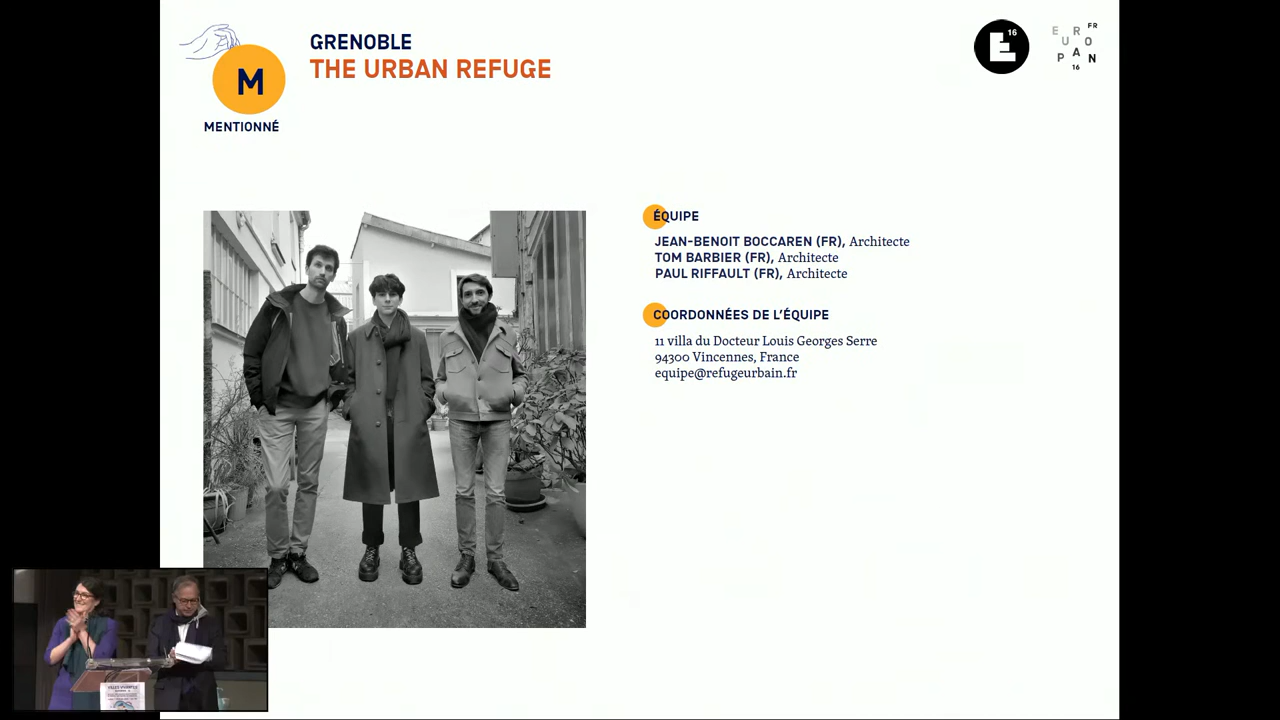 GRENOBLE
THE URBAN REFUGE
M
MENTIONNÉ
E 16
EUROPAN
FR
16
ÉQUIPE
JEAN-BENOIT BOCCAREN (FR), Architecte
TOM BARBIER (FR), Architecte
PAUL RIFFAULT (FR), Architecte
COORDONNÉES DE L'ÉQUIPE
11 villa du Docteur Louis Georges Serre
94300 Vincennes, France
equipe@refugeurbain.fr